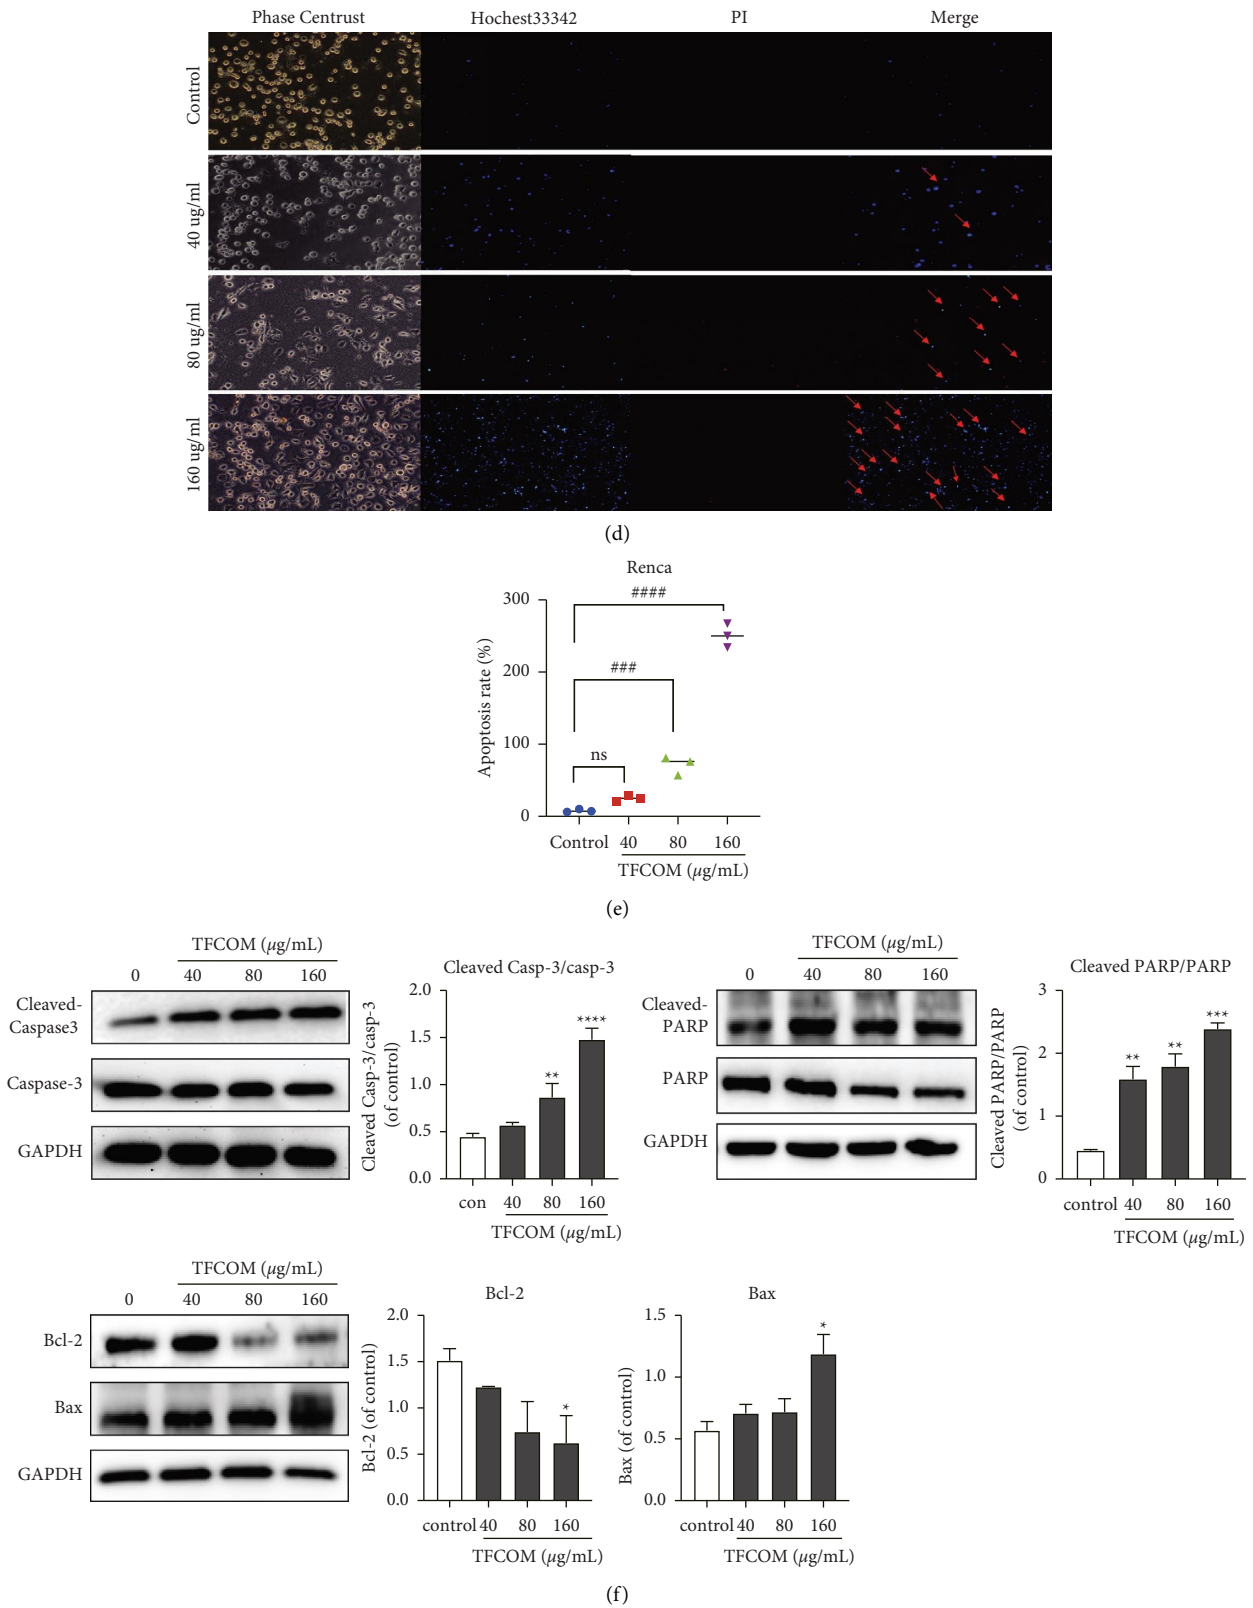 Phase Centrust Hochest33342 PI Merge
Control
40 ug/ml
80 ug/ml
160 ug/ml
(d)
Renca
Apoptosis rate (%)
300
200
100
0
####
###
ns
Control 40 80 160
TFCOM (μg/mL)
(e)
TFCOM (μg/mL)
0 40 80 160
Cleaved-
Caspase3
Caspase-3
GAPDH
Cleaved Casp-3/casp-3
Cleaved Casp-3/casp-3
(of control)
2.0
1.5
1.0
0.5
0.0
**
****
con 40 80 160
TFCOM (μg/mL)
TFCOM (μg/mL)
0 40 80 160
Cleaved-
PARP
PARP
GAPDH
Cleaved PARP/PARP
Cleaved PARP/PARP
(of control)
3
2
1
0
**
**
***
control 40 80 160
TFCOM (μg/mL)
TFCOM (μg/mL)
0 40 80 160
Bcl-2
Bax
GAPDH
Bcl-2
Bcl-2 (of control)
2.0
1.5
1.0
0.5
0.0
*
control 40 80 160
TFCOM (μg/mL)
Bax
Bax (of control)
1.5
1.0
0.5
0.0
*
control 40 80 160
TFCOM (μg/mL)
(f)